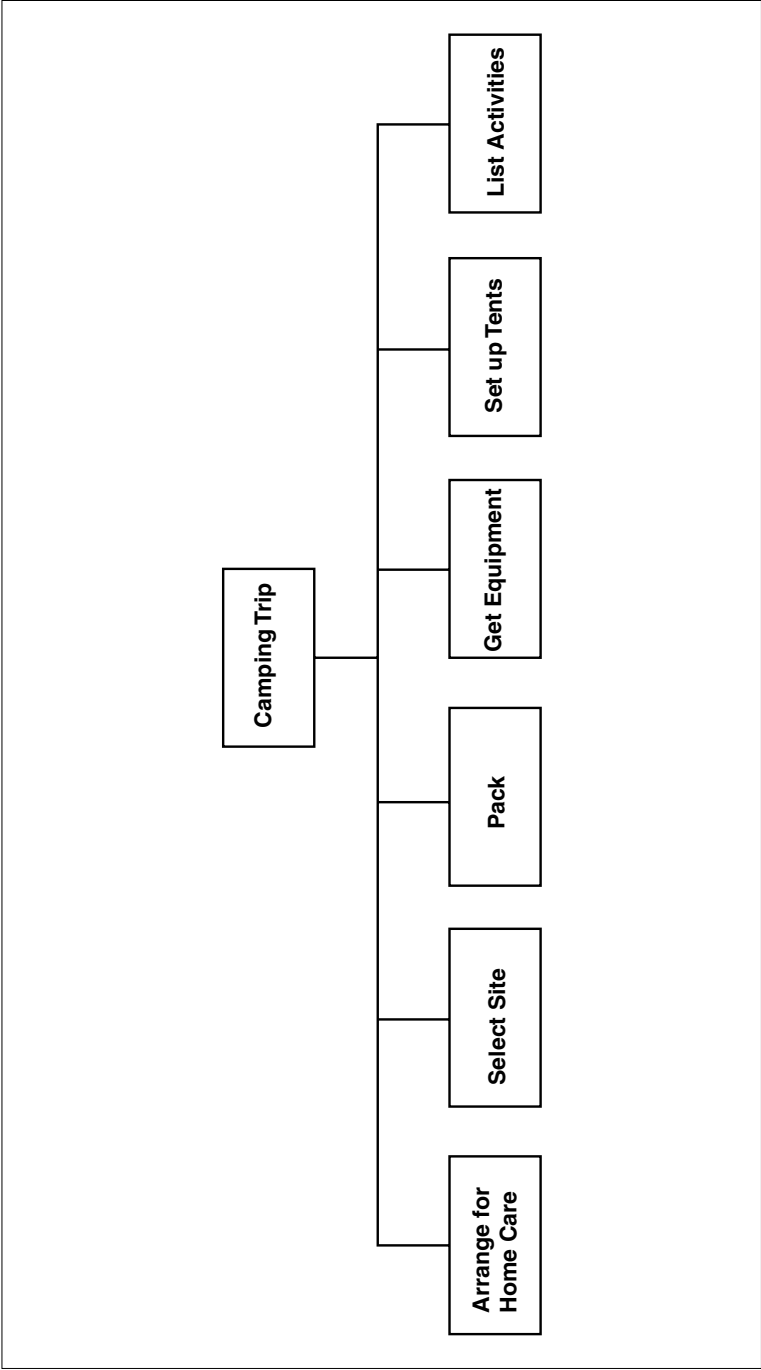 Camping Trip
Arrange for
Home Care
Select Site
Pack
Get Equipment
Set up Tents
List Activities